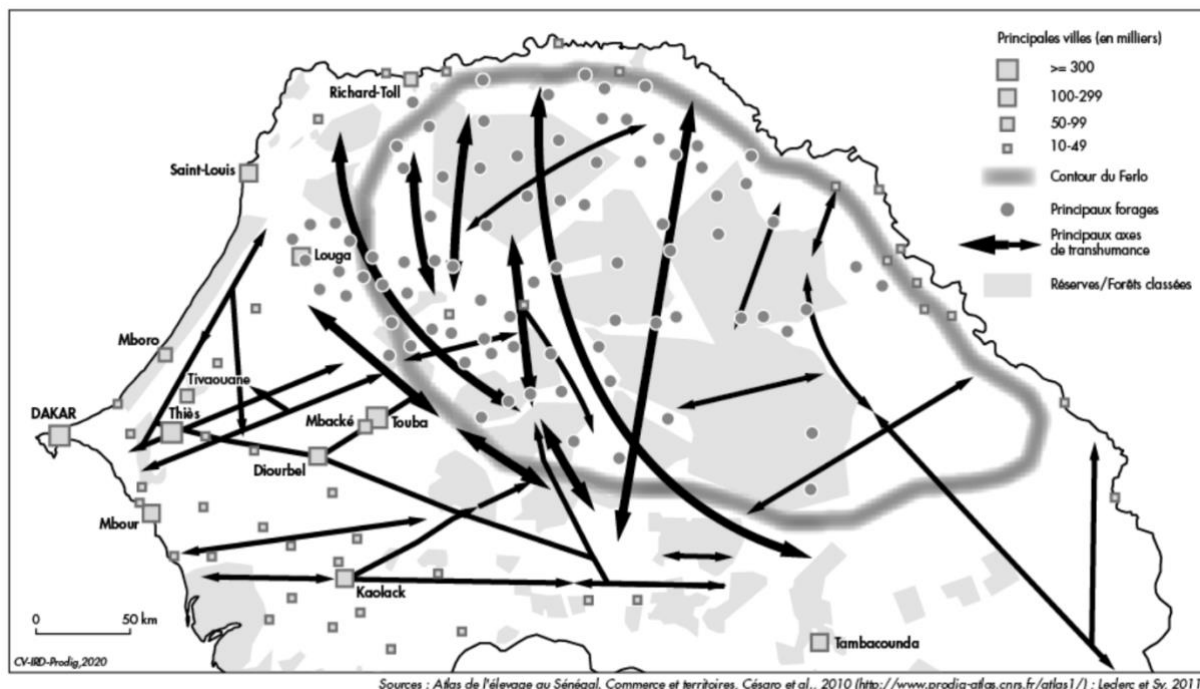 Principales villes (en milliers)
>= 300
100-299
50-99
10-49
Contour du Ferlo
Principaux forages
Principaux axes
de transhumance
Réserves/Forêts classées
Richard-Toll
Saint-Louis
Louga
Mboro
Tivaouane
DAKAR
Thiès
Mbacké
Touba
Diourbel
Mbour
Kaolack
Tambacounda
0
50 km
CV-IRD-Prodig,2020
Sources : Atlas de l'élevage au Sénégal. Commerce et territoires, Césaro et al., 2010 (http://www.prodig-atlas.cnrs.fr/atlas1/) ; Leclerc et Sy, 2011